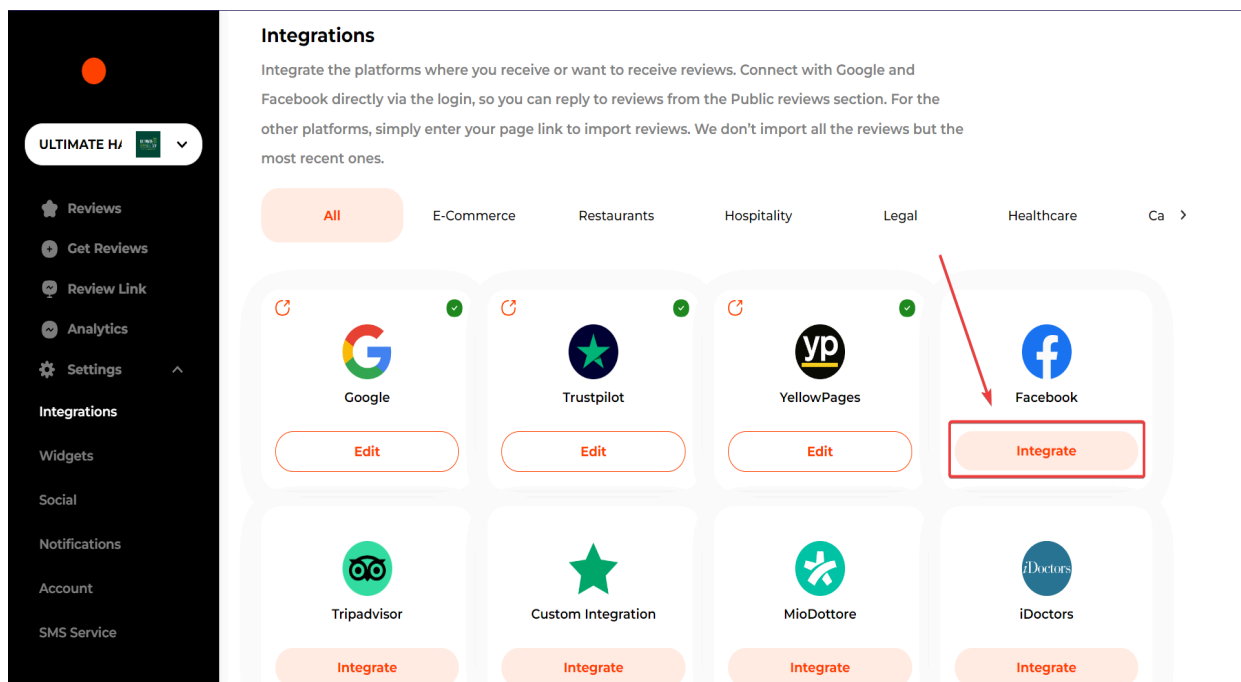 Integrations
Integrate the platforms where you receive or want to receive reviews. Connect with Google and
Facebook directly via the login, so you can reply to reviews from the Public reviews section. For the
other platforms, simply enter your page link to import reviews. We don't import all the reviews but the
most recent ones.
ULTIMATE HA
Reviews
Get Reviews
Review Link
Analytics
Settings
Integrations
Widgets
Social
Notifications
Account
SMS Service
All E-Commerce Restaurants Hospitality Legal Healthcare Ca
yp
Google Trustpilot YellowPages Facebook
Edit Edit Edit Integrate
iDoctors
Tripadvisor Custom Integration MioDottore iDoctors
Integrate Integrate Integrate Integrate